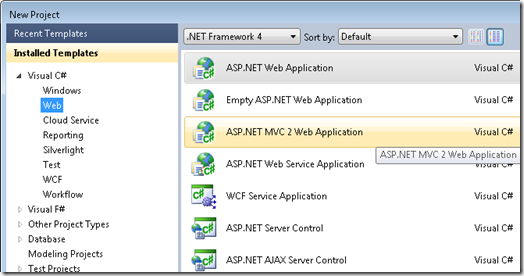 New Project
Recent Templates
Installed Templates
Visual C#
Windows
Web
Cloud Service
Reporting
Silverlight
Test
WCF
Workflow
Visual F#
Other Project Types
Database
Modeling Projects
Test Projects
.NET Framework 4 Sort by: Default
ASP.NET Web Application Visual C#
Empty ASP.NET Web Application Visual C#
ASP.NET MVC 2 Web Application Visual C#
ASP.NET MVC 2 Web Application
ASP.NET Web Service Application
WCF Service Application Visual C#
ASP.NET Server Control Visual C#
ASP.NET AJAX Server Control Visual C#